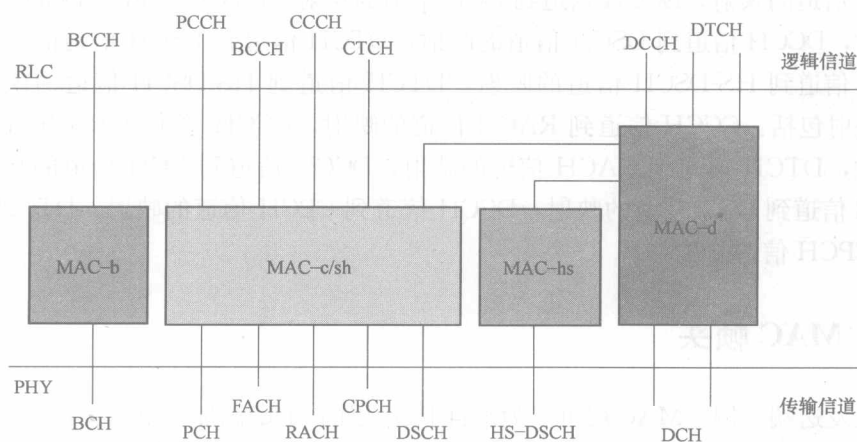 BCCH
PCCH
BCCH
CCCH
CTCH
DCCH
DTCH
RLC
逻辑信道
MAC-b
MAC-c/sh
MAC-hs
MAC-d*
PHY
传输信道
BCH
PCH
FACH
RACH
CPCH
DSCH
HS-DSCH
DCH